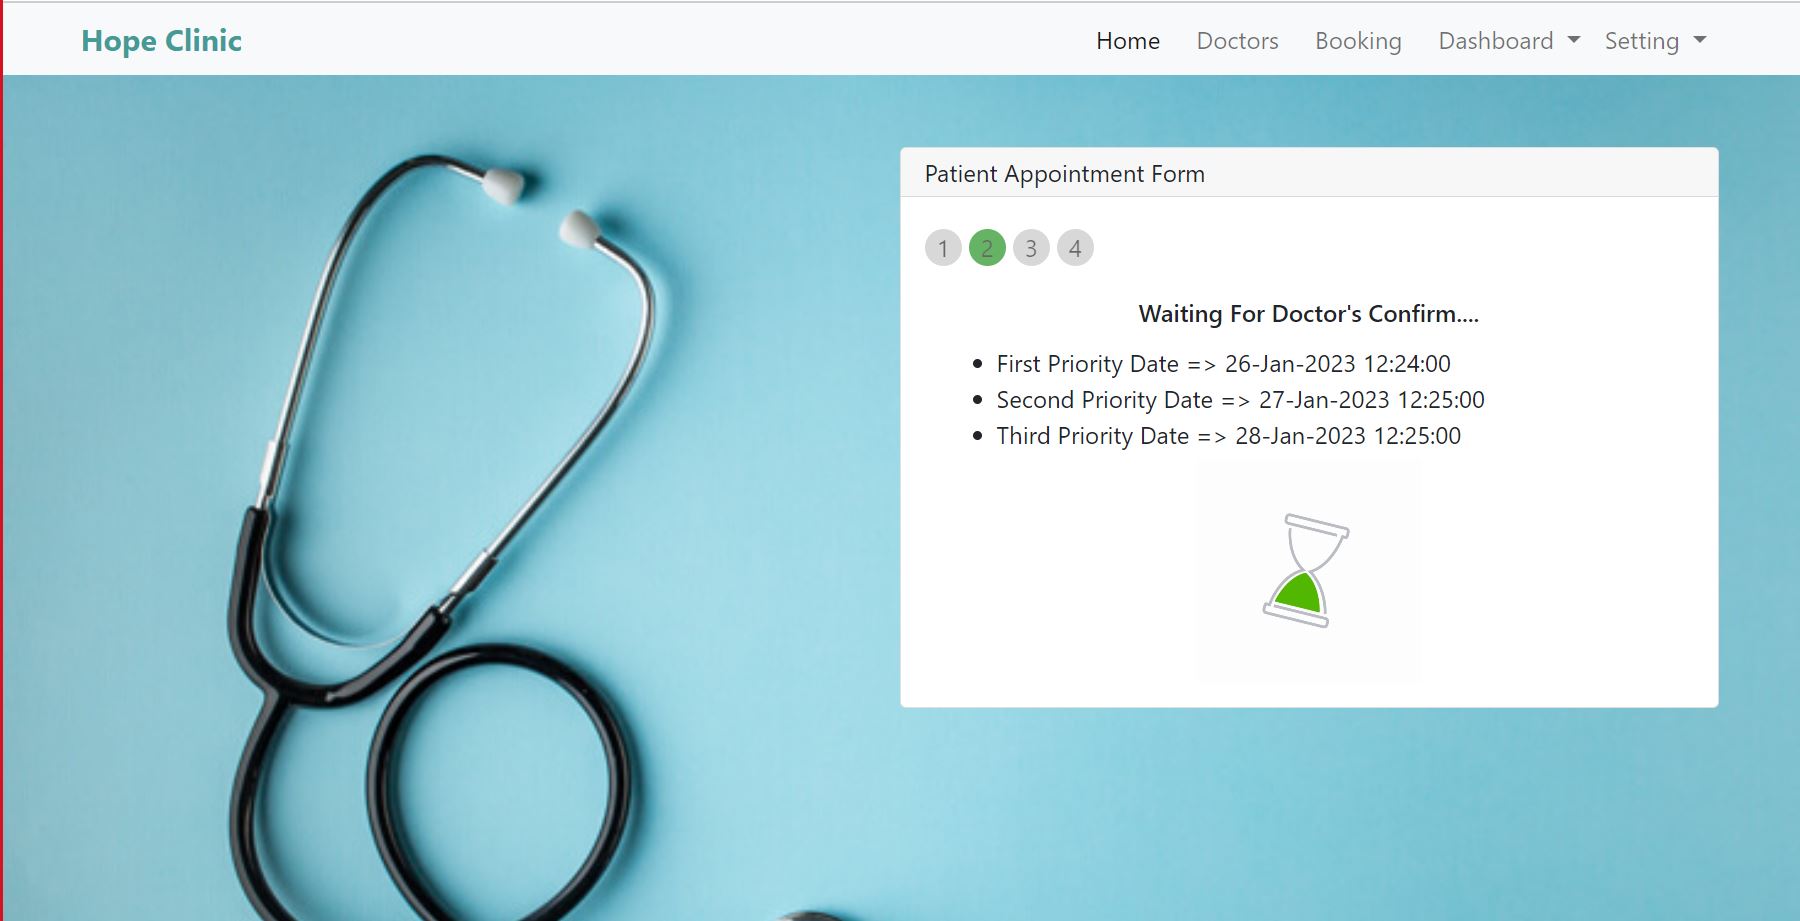 Hope Clinic
Home Doctors Booking Dashboard Setting
Patient Appointment Form
1 2 3 4
Waiting For Doctor's Confirm....
First Priority Date => 26-Jan-2023 12:24:00
Second Priority Date => 27-Jan-2023 12:25:00
Third Priority Date => 28-Jan-2023 12:25:00